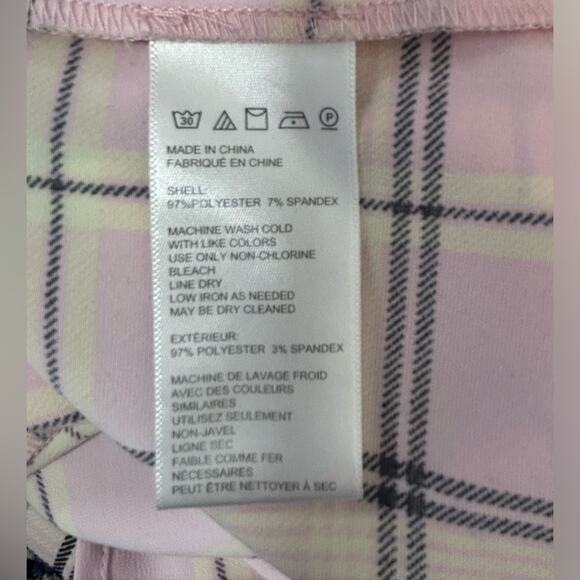 30 P
MADE IN CHINA
FABRIQUÉ EN CHINE
SHELL:
97%POLYESTER 7% SPANDEX
MACHINE WASH COLD
WITH LIKE COLORS
USE ONLY NON-CHLORINE
BLEACH
LINE DRY
LOW IRON AS NEEDED
MAY BE DRY CLEANED
EXTÉRIEUR:
97% POLYESTER 3% SPANDEX
MACHINE DE LAVAGE FROID
AVEC DES COULEURS
SIMILAIRES
UTILISEZ SEULEMENT
NON-JAVEL
LIGNE SEC
FAIBLE COMME FER
NÉCESSAIRES
PEUT ÊTRE NETTOYER À SEC